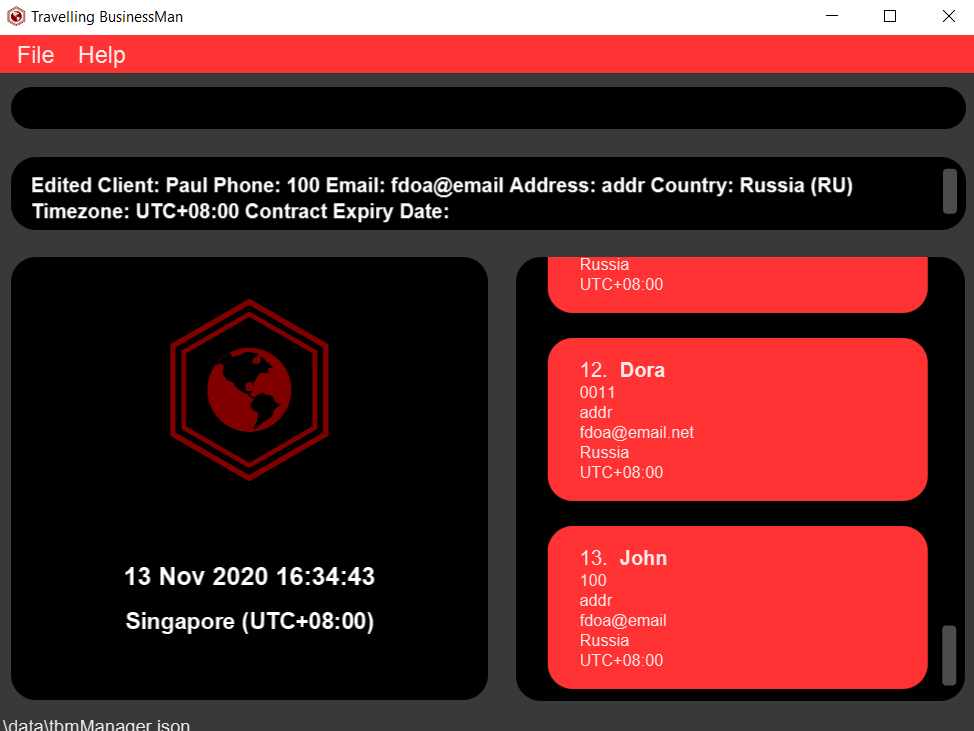 Travelling BusinessMan
File Help
Edited Client: Paul Phone: 100 Email: fdoa@email Address: addr Country: Russia (RU)
Timezone: UTC+08:00 Contract Expiry Date:
13 Nov 2020 16:34:43
Singapore (UTC+08:00)
Russia
UTC+08:00
12. Dora
0011
addr
fdoa@email.net
Russia
UTC+08:00
13. John
100
addr
fdoa@email
Russia
UTC+08:00
\data\tbmManager.json